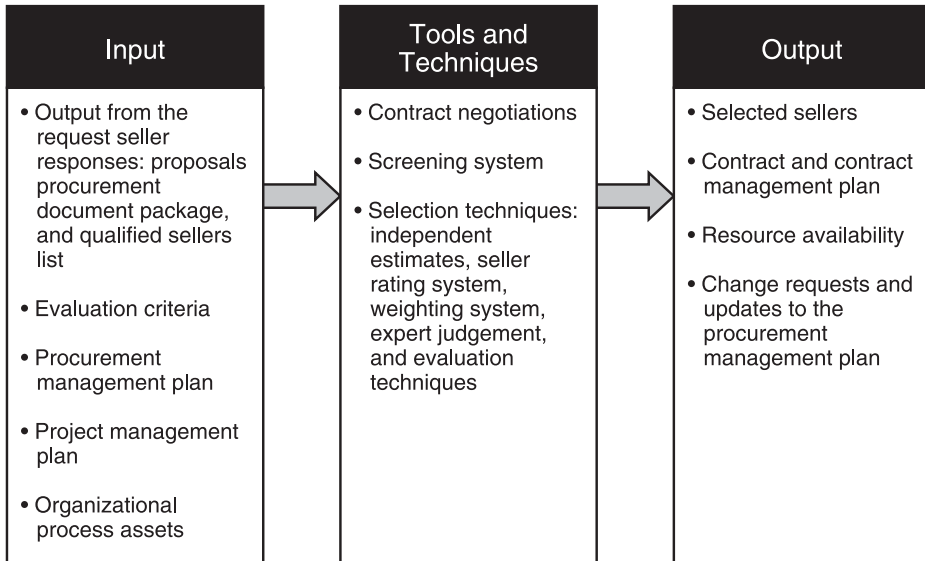 Input
• Output from the
request seller
responses: proposals
procurement
document package,
and qualified sellers
list
• Evaluation criteria
• Procurement
management plan
• Project management
plan
• Organizational
process assets
Tools and
Techniques
• Contract negotiations
• Screening system
• Selection techniques:
independent
estimates, seller
rating system,
weighting system,
expert judgement,
and evaluation
techniques
Output
• Selected sellers
• Contract and contract
management plan
• Resource availability
• Change requests and
updates to the
procurement
management plan